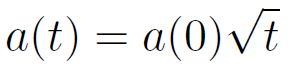 a(t) = a(0)√t